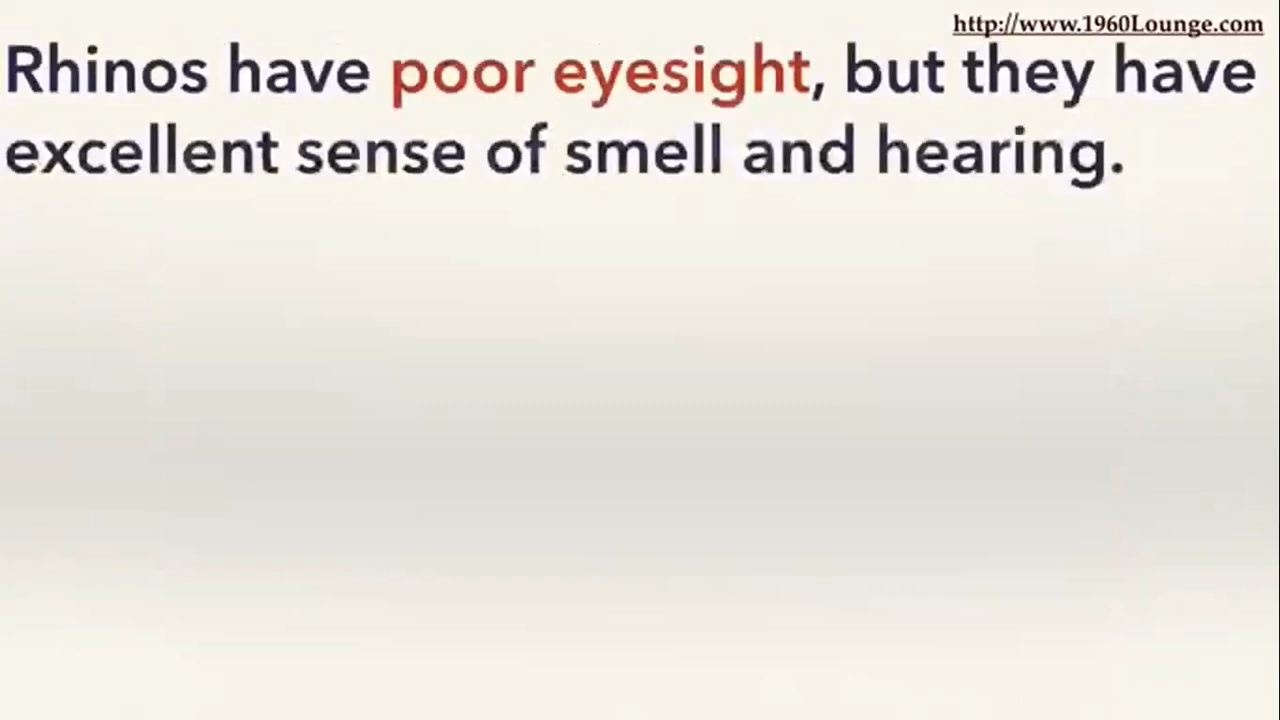 http://www.1960Lounge.com
Rhinos have poor eyesight, but they have
excellent sense of smell and hearing.